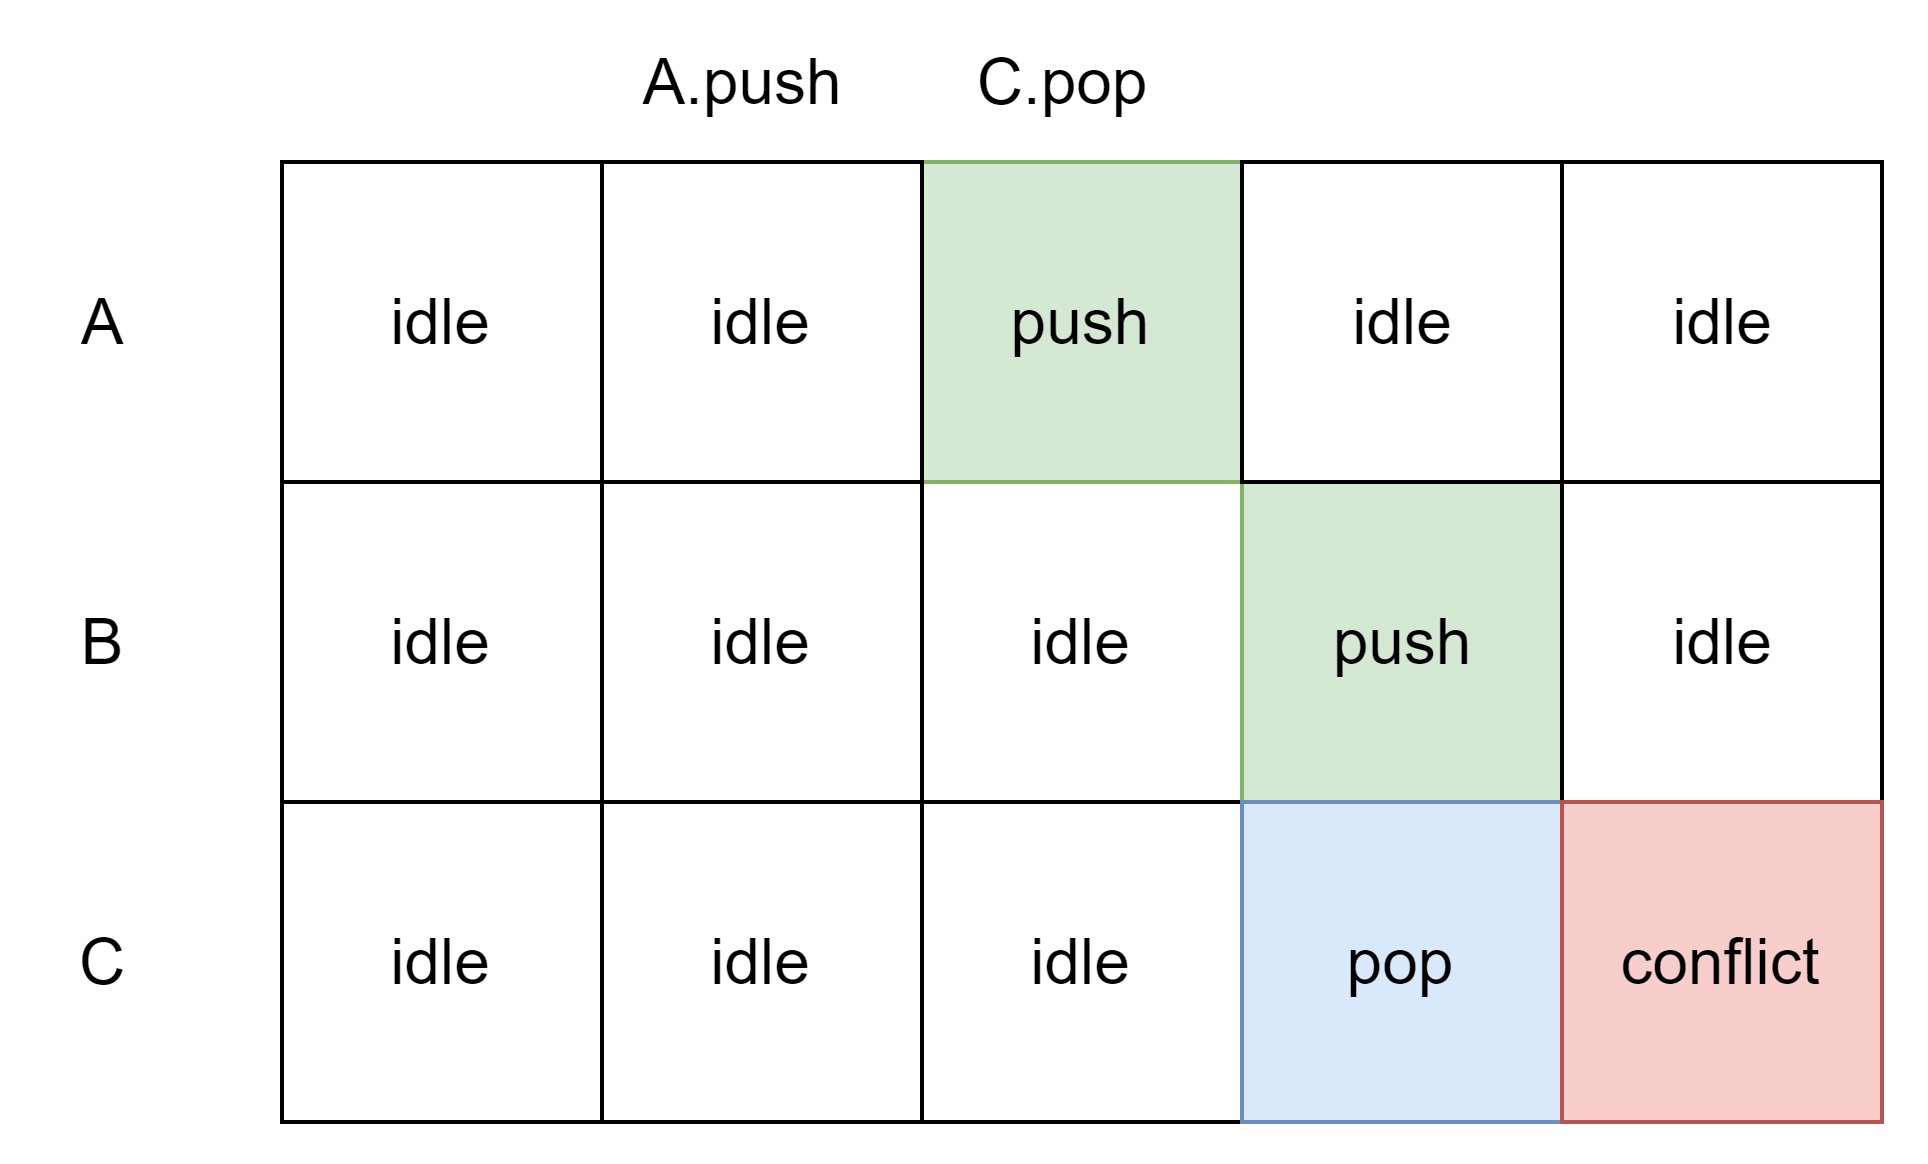 A.push C.pop
A idle idle push idle idle
B idle idle idle push idle
C idle idle idle pop conflict